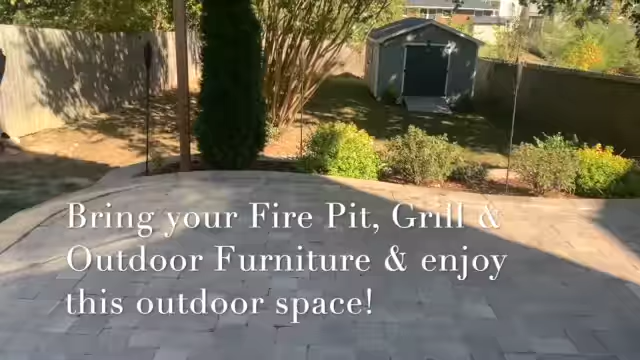 Bring your Fire Pit, Grill &
Outdoor Furniture & enjoy
this outdoor space!